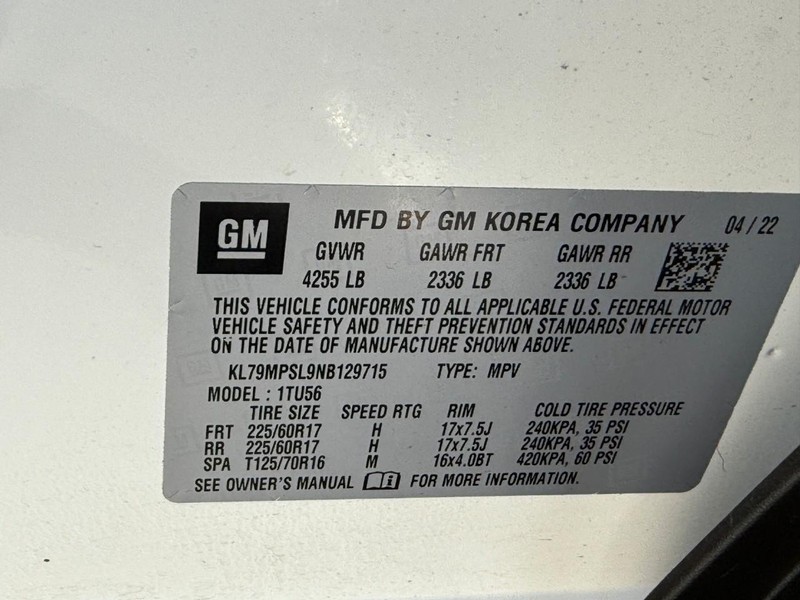 GM MFD BY GM KOREA COMPANY 04 / 22
GVWR GAWR FRT GAWR RR
4255 LB 2336 LB 2336 LB
THIS VEHICLE CONFORMS TO ALL APPLICABLE U.S. FEDERAL MOTOR
VEHICLE SAFETY AND THEFT PREVENTION STANDARDS IN EFFECT
ON THE DATE OF MANUFACTURE SHOWN ABOVE.
KL79MPSL9NB129715 TYPE: MPV
MODEL : 1TU56
TIRE SIZE SPEED RTG RIM COLD TIRE PRESSURE
FRT 225/60R17 H 17x7.5J 240KPA, 35 PSI
RR 225/60R17 H 17x7.5J 240KPA, 35 PSI
SPA T125/70R16 M 16x4.0BT 420KPA, 60 PSI
SEE OWNER'S MANUAL FOR MORE INFORMATION.